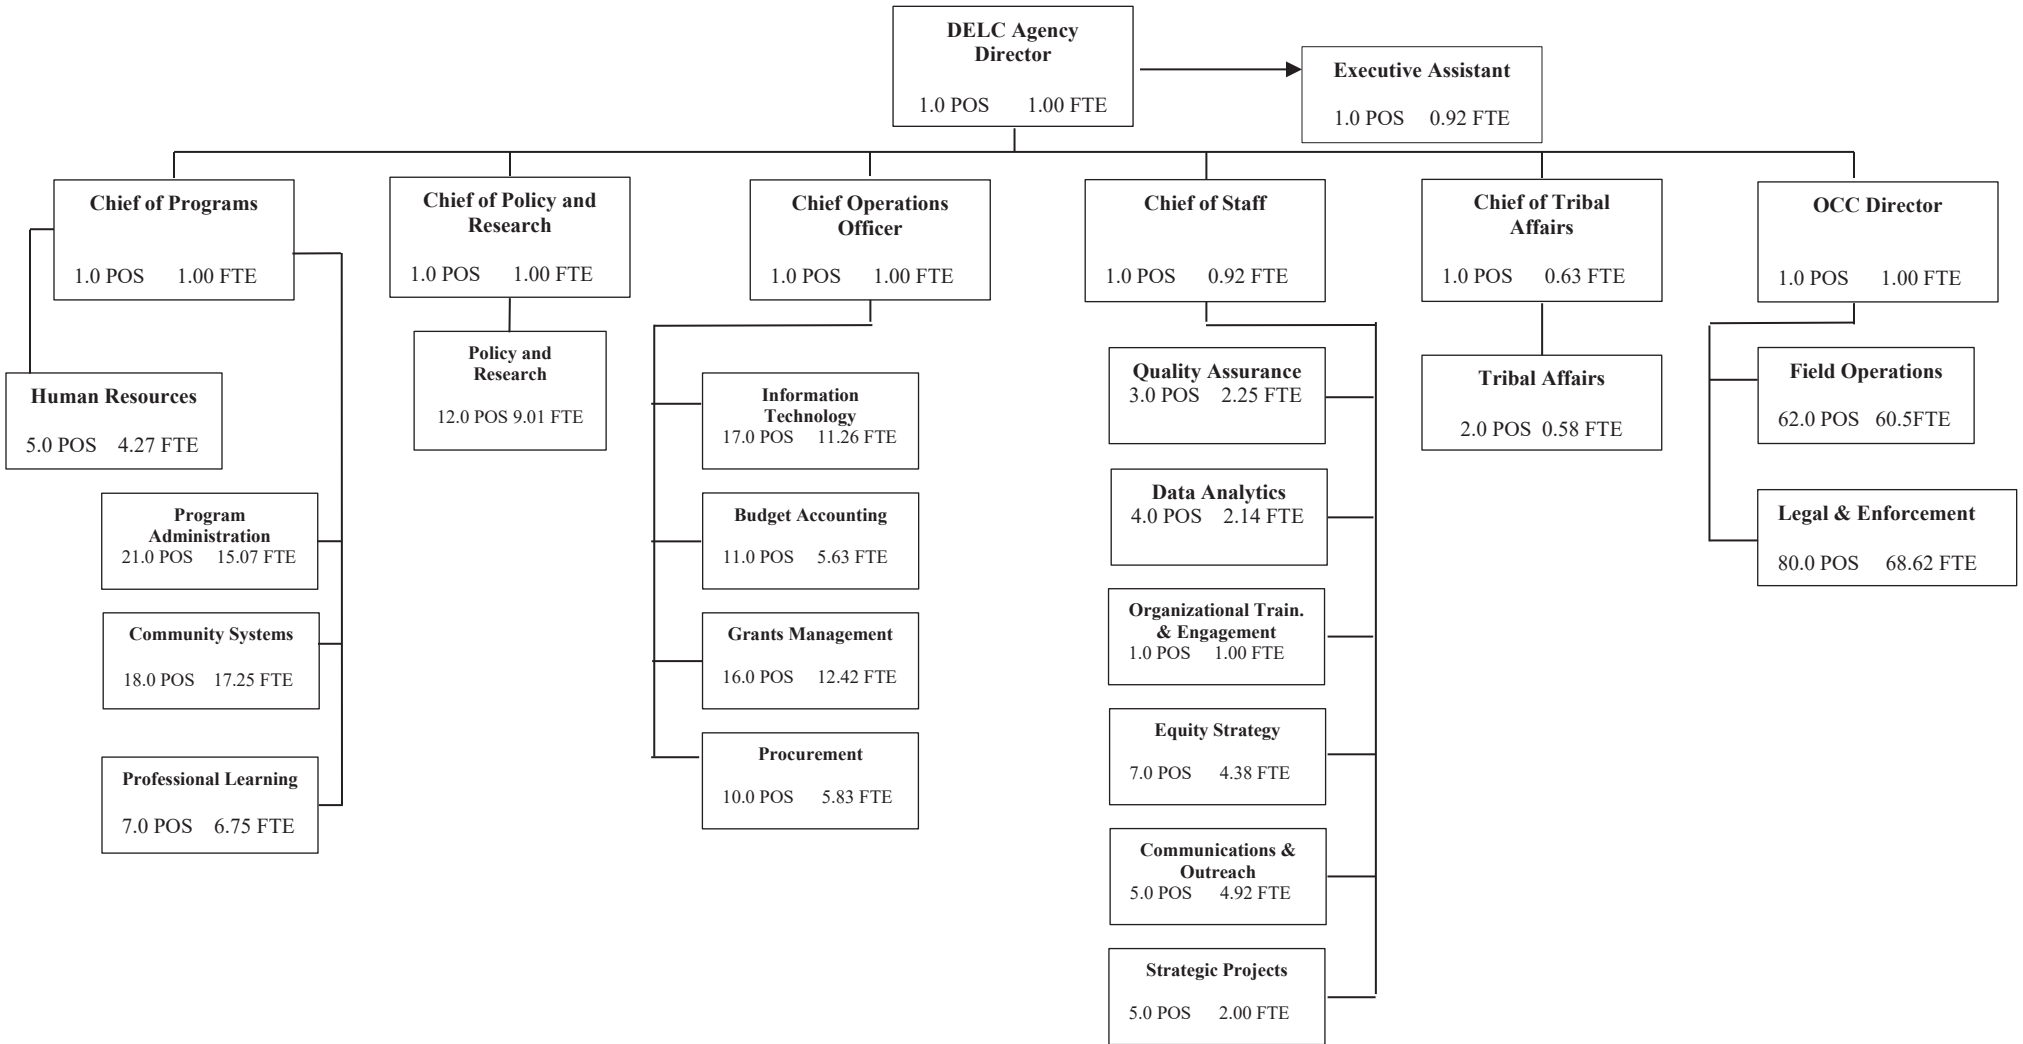 DELC Agency
Director
1.0 POS 1.00 FTE
Executive Assistant
1.0 POS 0.92 FTE
Chief of Programs
1.0 POS 1.00 FTE
Chief of Policy and
Research
1.0 POS 1.00 FTE
Chief Operations
Officer
1.0 POS 1.00 FTE
Chief of Staff
1.0 POS 0.92 FTE
Chief of Tribal
Affairs
1.0 POS 0.63 FTE
OCC Director
1.0 POS 1.00 FTE
Human Resources
5.0 POS 4.27 FTE
Program
Administration
21.0 POS 15.07 FTE
Community Systems
18.0 POS 17.25 FTE
Professional Learning
7.0 POS 6.75 FTE
Policy and
Research
12.0 POS 9.01 FTE
Information
Technology
17.0 POS 11.26 FTE
Budget Accounting
11.0 POS 5.63 FTE
Grants Management
16.0 POS 12.42 FTE
Procurement
10.0 POS 5.83 FTE
Quality Assurance
3.0 POS 2.25 FTE
Data Analytics
4.0 POS 2.14 FTE
Organizational Train.
& Engagement
1.0 POS 1.00 FTE
Equity Strategy
7.0 POS 4.38 FTE
Communications &
Outreach
5.0 POS 4.92 FTE
Strategic Projects
5.0 POS 2.00 FTE
Tribal Affairs
2.0 POS 0.58 FTE
Field Operations
62.0 POS 60.5FTE
Legal & Enforcement
80.0 POS 68.62 FTE